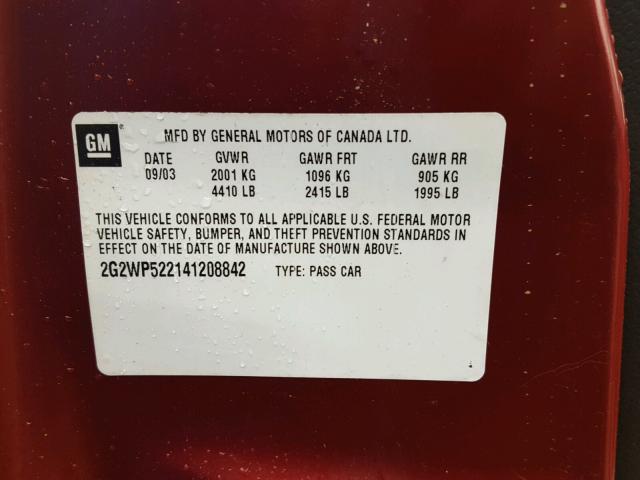 GM
MFD BY GENERAL MOTORS OF CANADA LTD.
DATE GVWR GAWR FRT GAWR RR
09/03 2001 KG 1096 KG 905 KG
4410 LB 2415 LB 1995 LB
THIS VEHICLE CONFORMS TO ALL APPLICABLE U.S. FEDERAL MOTOR
VEHICLE SAFETY, BUMPER, AND THEFT PREVENTION STANDARDS IN
EFFECT ON THE DATE OF MANUFACTURE SHOWN ABOVE.
2G2WP522141208842 TYPE: PASS CAR